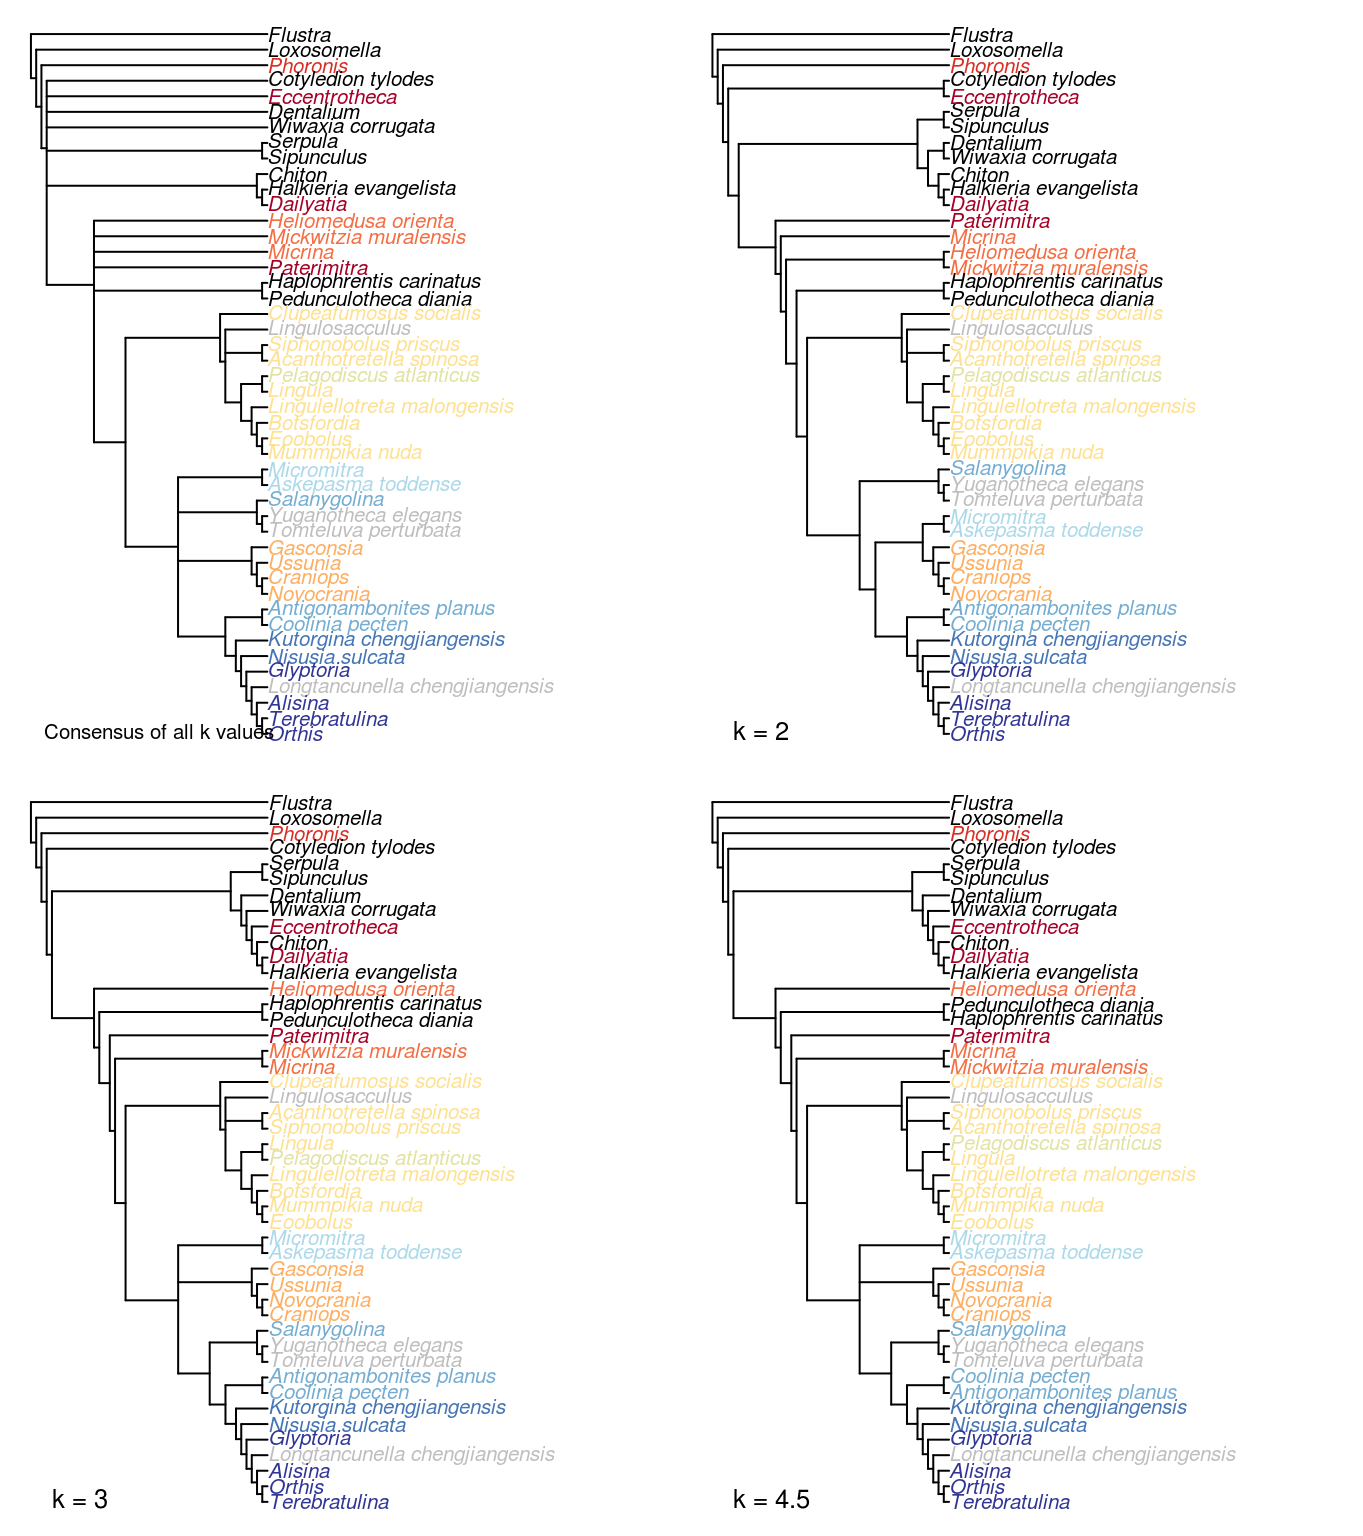 Flustra
Loxosomella
Phoronis
Cotyledion tylodes
Eccentrotheca
Dentalium
Wiwaxia corrugata
Serpula
Sipunculus
Chiton
Halkieria evangelista
Dailyatia
Heliomedusa orienta
Mickwitzia muralensis
Micrina
Paterimitra
Haplophrentis carinatus
Pedunculotheca diania
Clupeafumosus socialis
Lingulosacculus
Siphonobolus priscus
Acanthotretella spinosa
Pelagodiscus atlanticus
Lingula
Lingulellotreta malongensis
Botsfordia
Eoobolus
Mummpikia nuda
Micromitra
Askepasma toddense
Salanygolina
Yuganotheca elegans
Tomteluva perturbata
Gasconsia
Ussunia
Craniops
Novocrania
Antigonambonites planus
Coolinia pecten
Kutorgina chengjiangensis
Nisusia sulcata
Glyptoria
Longtancunella chengjiangensis
Alisina
Terebratulina
Orthis
Consensus of all k values
Flustra
Loxosomella
Phoronis
Cotyledion tylodes
Eccentrotheca
Serpula
Sipunculus
Dentalium
Wiwaxia corrugata
Chiton
Halkieria evangelista
Dailyatia
Paterimitra
Micrina
Heliomedusa orienta
Mickwitzia muralensis
Haplophrentis carinatus
Pedunculotheca diania
Clupeafumosus socialis
Lingulosacculus
Siphonobolus priscus
Acanthotretella spinosa
Pelagodiscus atlanticus
Lingula
Lingulellotreta malongensis
Botsfordia
Eoobolus
Mummpikia nuda
Salanygolina
Yuganotheca elegans
Tomteluva perturbata
Micromitra
Askepasma toddense
Gasconsia
Ussunia
Craniops
Novocrania
Antigonambonites planus
Coolinia pecten
Kutorgina chengjiangensis
Nisusia sulcata
Glyptoria
Longtancunella chengjiangensis
Alisina
Terebratulina
Orthis
k = 2
Flustra
Loxosomella
Phoronis
Cotyledion tylodes
Serpula
Sipunculus
Dentalium
Wiwaxia corrugata
Eccentrotheca
Chiton
Dailyatia
Halkieria evangelista
Heliomedusa orienta
Haplophrentis carinatus
Pedunculotheca diania
Paterimitra
Mickwitzia muralensis
Micrina
Clupeafumosus socialis
Lingulosacculus
Acanthotretella spinosa
Siphonobolus priscus
Lingula
Pelagodiscus atlanticus
Lingulellotreta malongensis
Botsfordia
Mummpikia nuda
Eoobolus
Micromitra
Askepasma toddense
Gasconsia
Ussunia
Novocrania
Craniops
Salanygolina
Yuganotheca elegans
Tomteluva perturbata
Antigonambonites planus
Coolinia pecten
Kutorgina chengjiangensis
Nisusia sulcata
Glyptoria
Longtancunella chengjiangensis
Alisina
Orthis
Terebratulina
k = 3
Flustra
Loxosomella
Phoronis
Cotyledion tylodes
Serpula
Sipunculus
Dentalium
Wiwaxia corrugata
Eccentrotheca
Chiton
Dailyatia
Halkieria evangelista
Heliomedusa orienta
Pedunculotheca diania
Haplophrentis carinatus
Paterimitra
Micrina
Mickwitzia muralensis
Clupeafumosus socialis
Lingulosacculus
Siphonobolus priscus
Acanthotretella spinosa
Pelagodiscus atlanticus
Lingula
Lingulellotreta malongensis
Botsfordia
Mummpikia nuda
Eoobolus
Micromitra
Askepasma toddense
Gasconsia
Ussunia
Novocrania
Craniops
Salanygolina
Yuganotheca elegans
Tomteluva perturbata
Coolinia pecten
Antigonambonites planus
Kutorgina chengjiangensis
Nisusia sulcata
Glyptoria
Longtancunella chengjiangensis
Alisina
Orthis
Terebratulina
k = 4.5